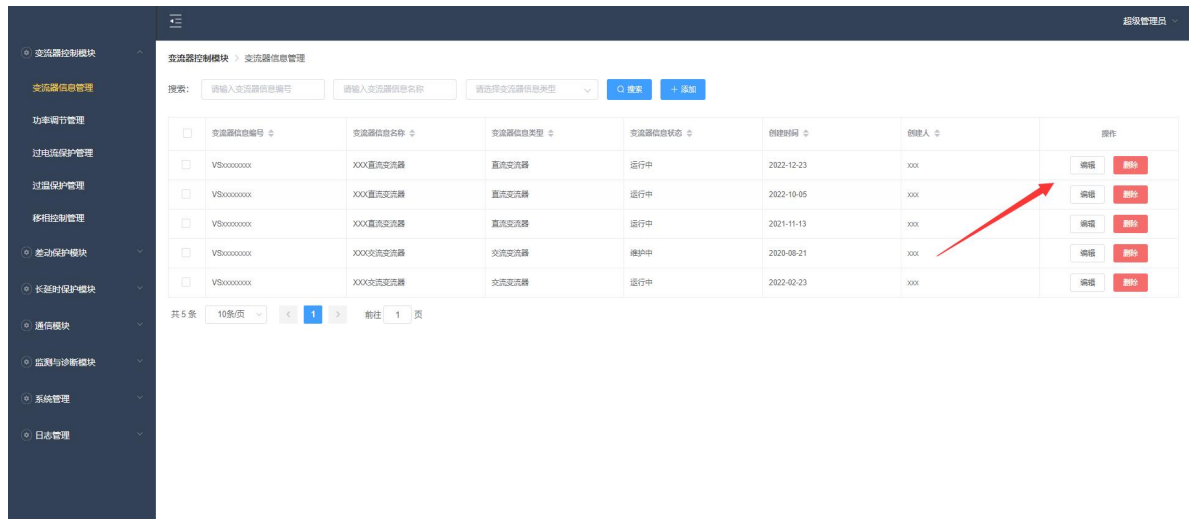 超级管理员
变流器控制模块
变流器信息管理
功率调节管理
过电流保护管理
过温保护管理
移相控制管理
差动保护模块
长延时保护模块
通信模块
监测与诊断模块
系统管理
日志管理
变流器控制模块 > 变流器信息管理
搜索: 请输入变流器信息编号 请输入变流器信息名称 请选择变流器信息类型 搜索 + 添加
变流器信息编号 变流器信息名称 变流器信息类型 变流器信息状态 创建时间 创建人 操作
VSxxxxxxxx XXX直流变流器 直流变流器 运行中 2022-12-23 xxx 编辑 删除
VSxxxxxxxx XXX直流变流器 直流变流器 运行中 2022-10-05 xxx 编辑 删除
VSxxxxxxxx XXX直流变流器 直流变流器 运行中 2021-11-13 xxx 编辑 删除
VSxxxxxxxx XXX交流变流器 交流变流器 维护中 2020-08-21 xxx 编辑 删除
VSxxxxxxxx XXX交流变流器 交流变流器 运行中 2022-02-23 xxx 编辑 删除
共 5 条 10条/页 < 1 > 前往 1 页